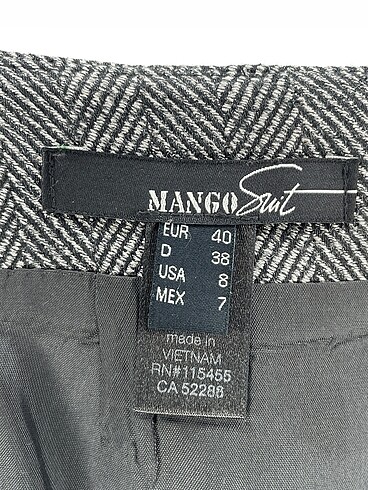 MANGO Suit
EUR 40
D 38
USA 8
MEX 7
made in
VIETNAM
RN#115455
CA 52288